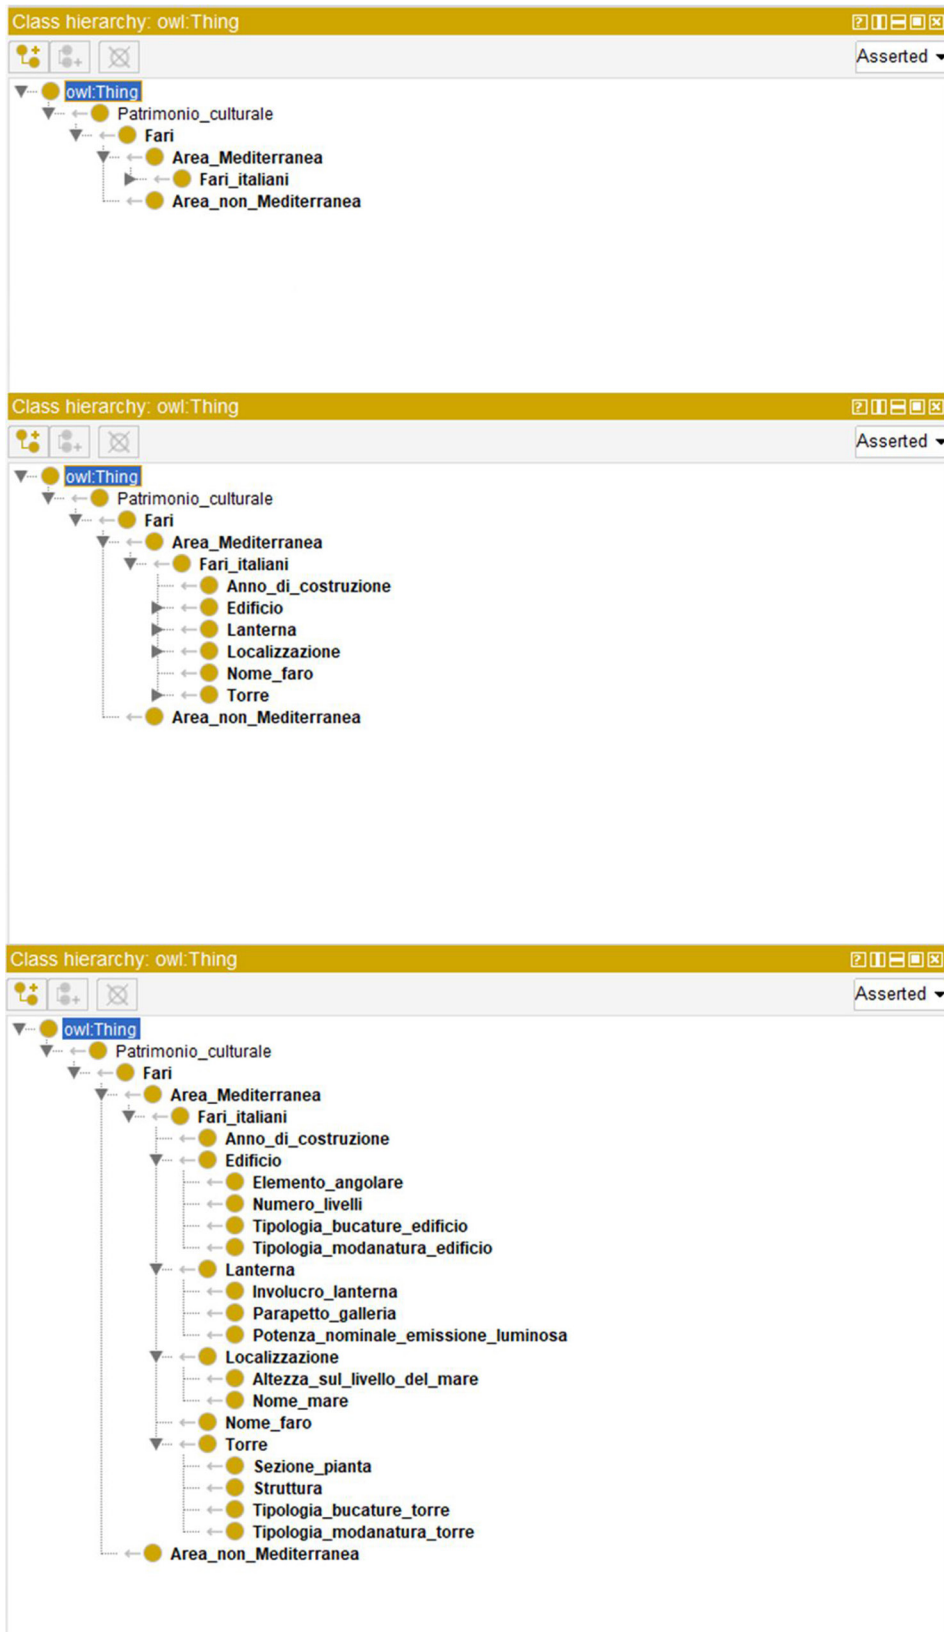 Class hierarchy: owl:Thing
Asserted
owl:Thing
Patrimonio_culturale
Fari
Area_Mediterranea
Fari_italiani
Area_non_Mediterranea
Class hierarchy: owl:Thing
Asserted
owl:Thing
Patrimonio_culturale
Fari
Area_Mediterranea
Fari_italiani
Anno_di_costruzione
Edificio
Lanterna
Localizzazione
Nome_faro
Torre
Area_non_Mediterranea
Class hierarchy: owl:Thing
Asserted
owl:Thing
Patrimonio_culturale
Fari
Area_Mediterranea
Fari_italiani
Anno_di_costruzione
Edificio
Elemento_angolare
Numero_livelli
Tipologia_bucature_edificio
Tipologia_modanatura_edificio
Lanterna
Involucro_lanterna
Parapetto_galleria
Potenza_nominale_emissione_luminosa
Localizzazione
Altezza_sul_livello_del_mare
Nome_mare
Nome_faro
Torre
Sezione_pianta
Struttura
Tipologia_bucature_torre
Tipologia_modanatura_torre
Area_non_Mediterranea